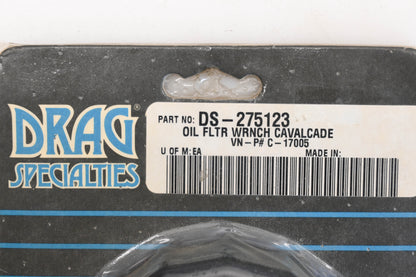 DRAG
SPECIALTIES
PART NO: DS-275123
OIL FLTR WRNCH CAVALCADE
VN-P# C-17005
U OF M: EA MADE IN: